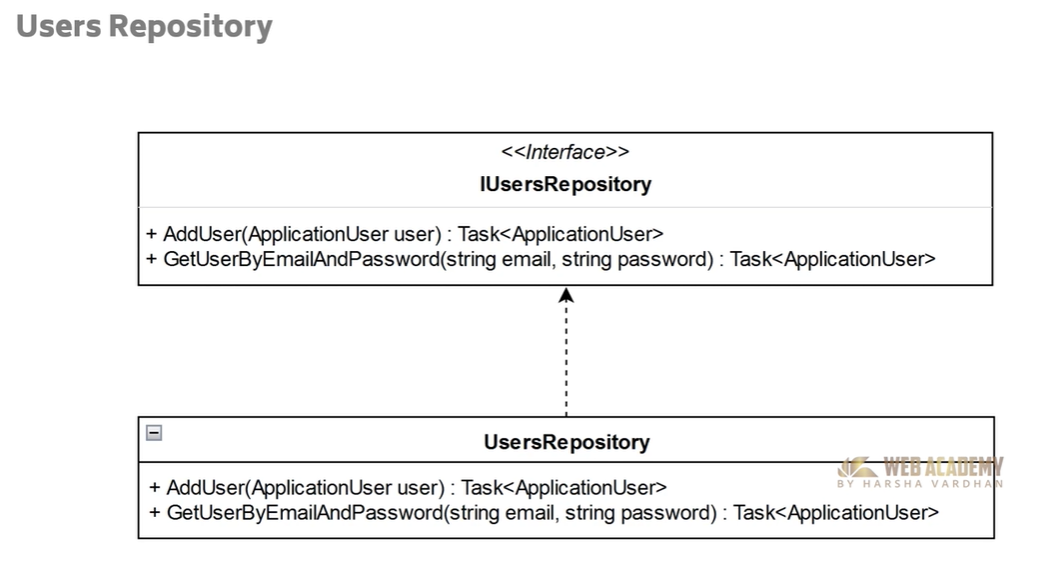 Users Repository
<<Interface>>
IUsersRepository
+ AddUser(ApplicationUser user) : Task<ApplicationUser>
+ GetUserByEmailAndPassword(string email, string password) : Task<ApplicationUser>
UsersRepository
WEB ACADEMY
BY HARSHA VARDHAN
+ AddUser(ApplicationUser user) : Task<ApplicationUser>
+ GetUserByEmailAndPassword(string email, string password) : Task<ApplicationUser>